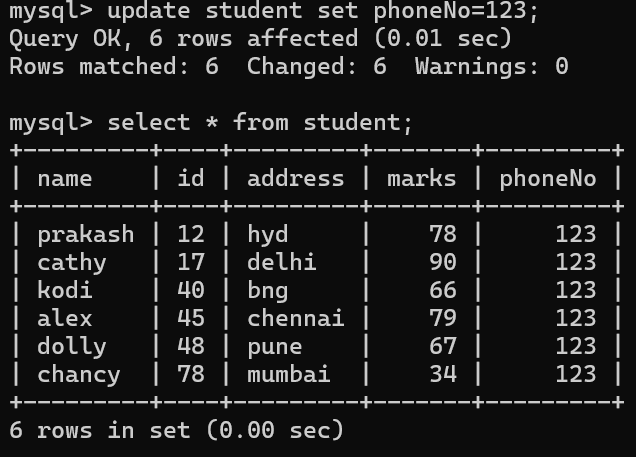 mysql> update student set phoneNo=123;
Query OK, 6 rows affected (0.01 sec)
Rows matched: 6  Changed: 6  Warnings: 0

mysql> select * from student;
+---------+----+---------+-------+---------+
| name    | id | address | marks | phoneNo |
+---------+----+---------+-------+---------+
| prakash | 12 | hyd     |    78 |     123 |
| cathy   | 17 | delhi   |    90 |     123 |
| kodi    | 40 | bng     |    66 |     123 |
| alex    | 45 | chennai |    79 |     123 |
| dolly   | 48 | pune    |    67 |     123 |
| chancy  | 78 | mumbai  |    34 |     123 |
+---------+----+---------+-------+---------+
6 rows in set (0.00 sec)